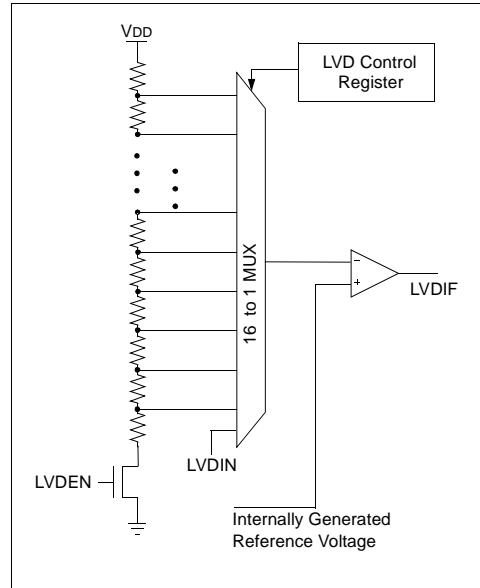 VDD
LVD Control
Register
16 to 1 MUX
−
+
LVDIF
LVDIN
LVDEN
Internally Generated
Reference Voltage